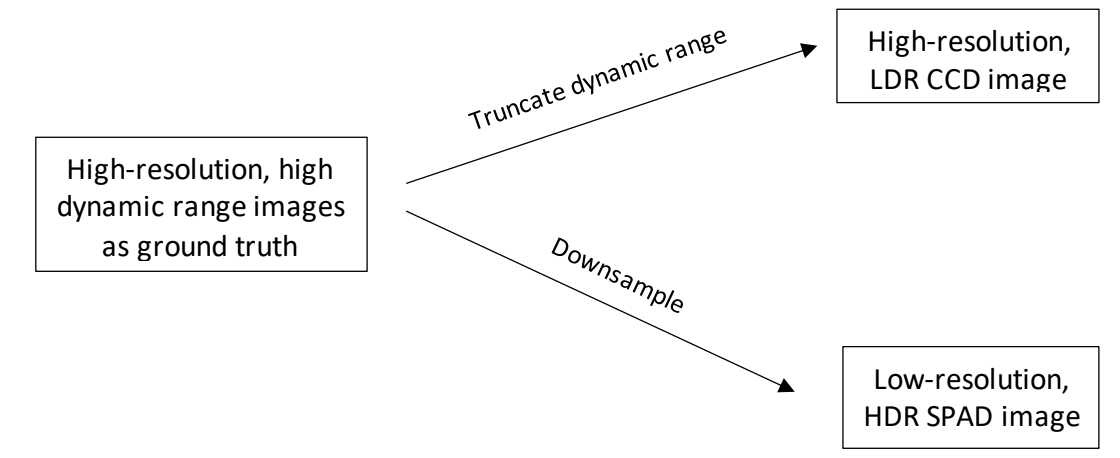 High-resolution, high
dynamic range images
as ground truth
Truncate dynamic range
High-resolution,
LDR CCD image
Downsample
Low-resolution,
HDR SPAD image